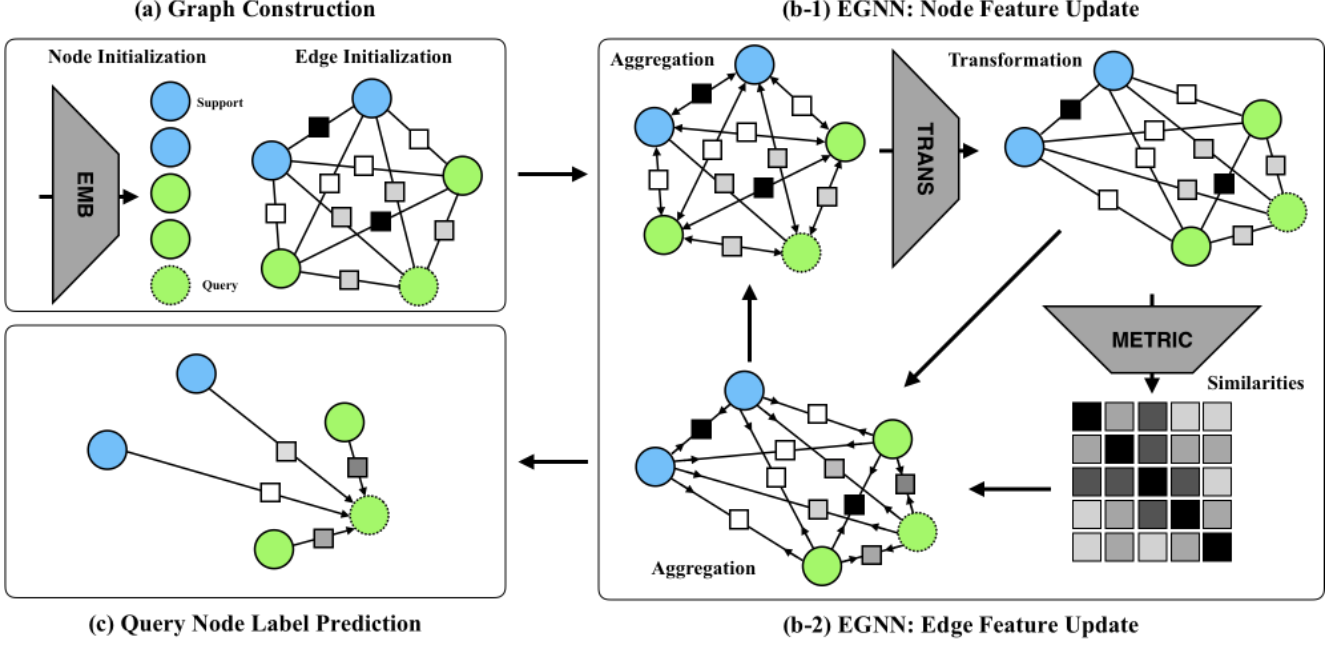 (a) Graph Construction
Node Initialization
Edge Initialization
EMB
Support
Query
(b-1) EGNN: Node Feature Update
Aggregation
TRANS
Transformation
METRIC
Similarities
Aggregation
(c) Query Node Label Prediction
(b-2) EGNN: Edge Feature Update